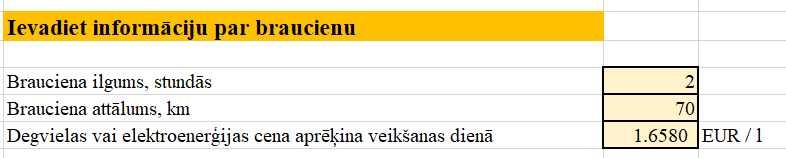 Ievadiet informāciju par braucienu
Brauciena ilgums, stundās 2
Brauciena attālums, km 70
Degvielas vai elektroenerģijas cena aprēķina veikšanas dienā 1.6580 EUR / l